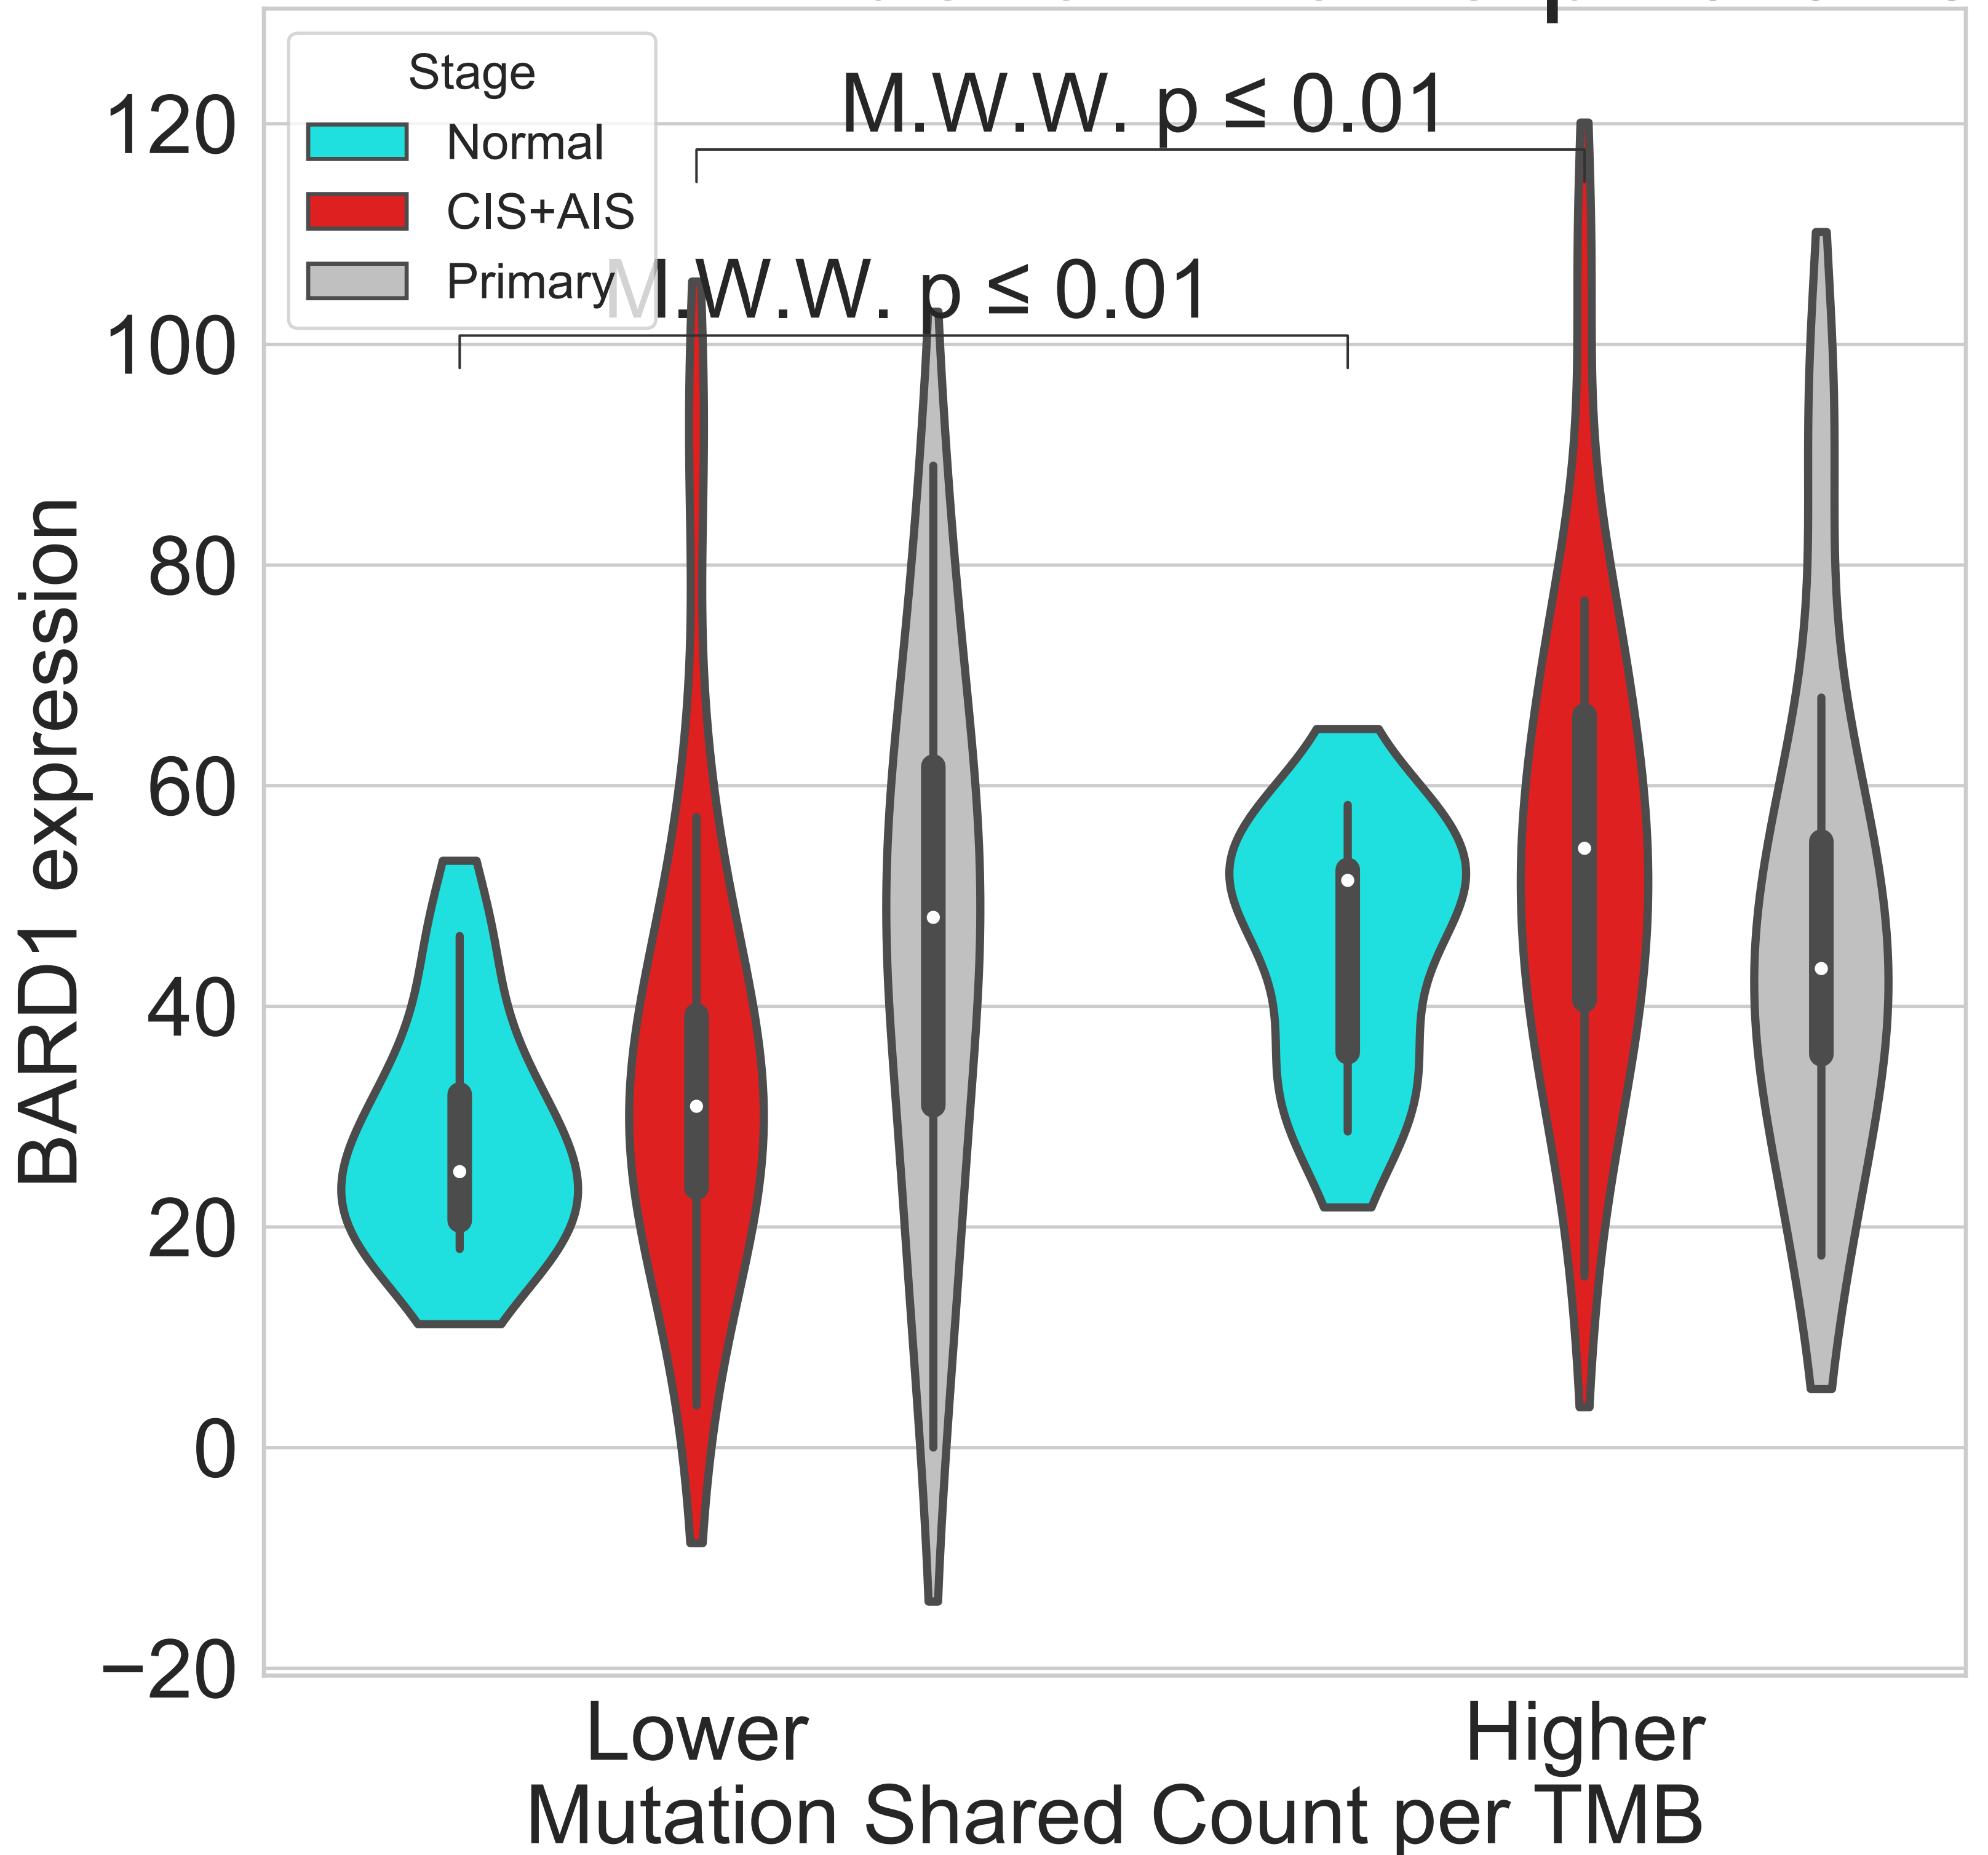 120
100
80
60
40
20
0
−20
BARD1 expression
Stage
Normal
CIS+AIS
Primary
M.W.W. p ≤ 0.01
M.W.W. p ≤ 0.01
Lower
Higher
Mutation Shared Count per TMB